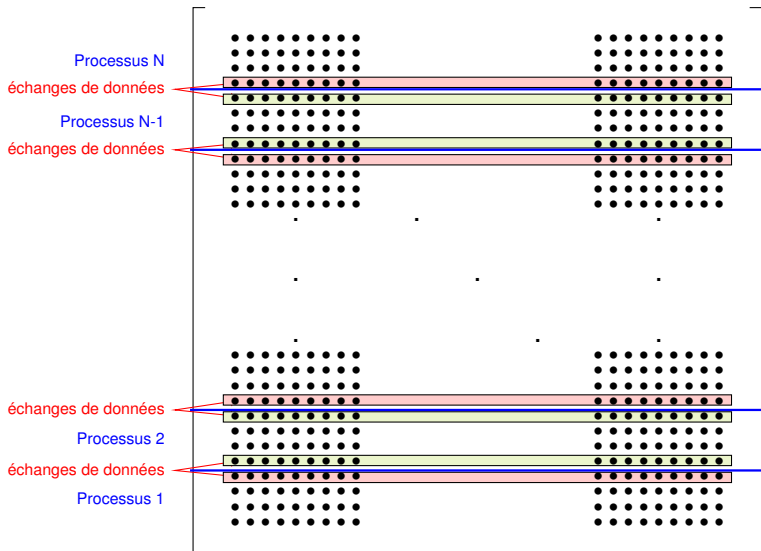 Processus N
échanges de données
Processus N-1
échanges de données
échanges de données
Processus 2
échanges de données
Processus 1